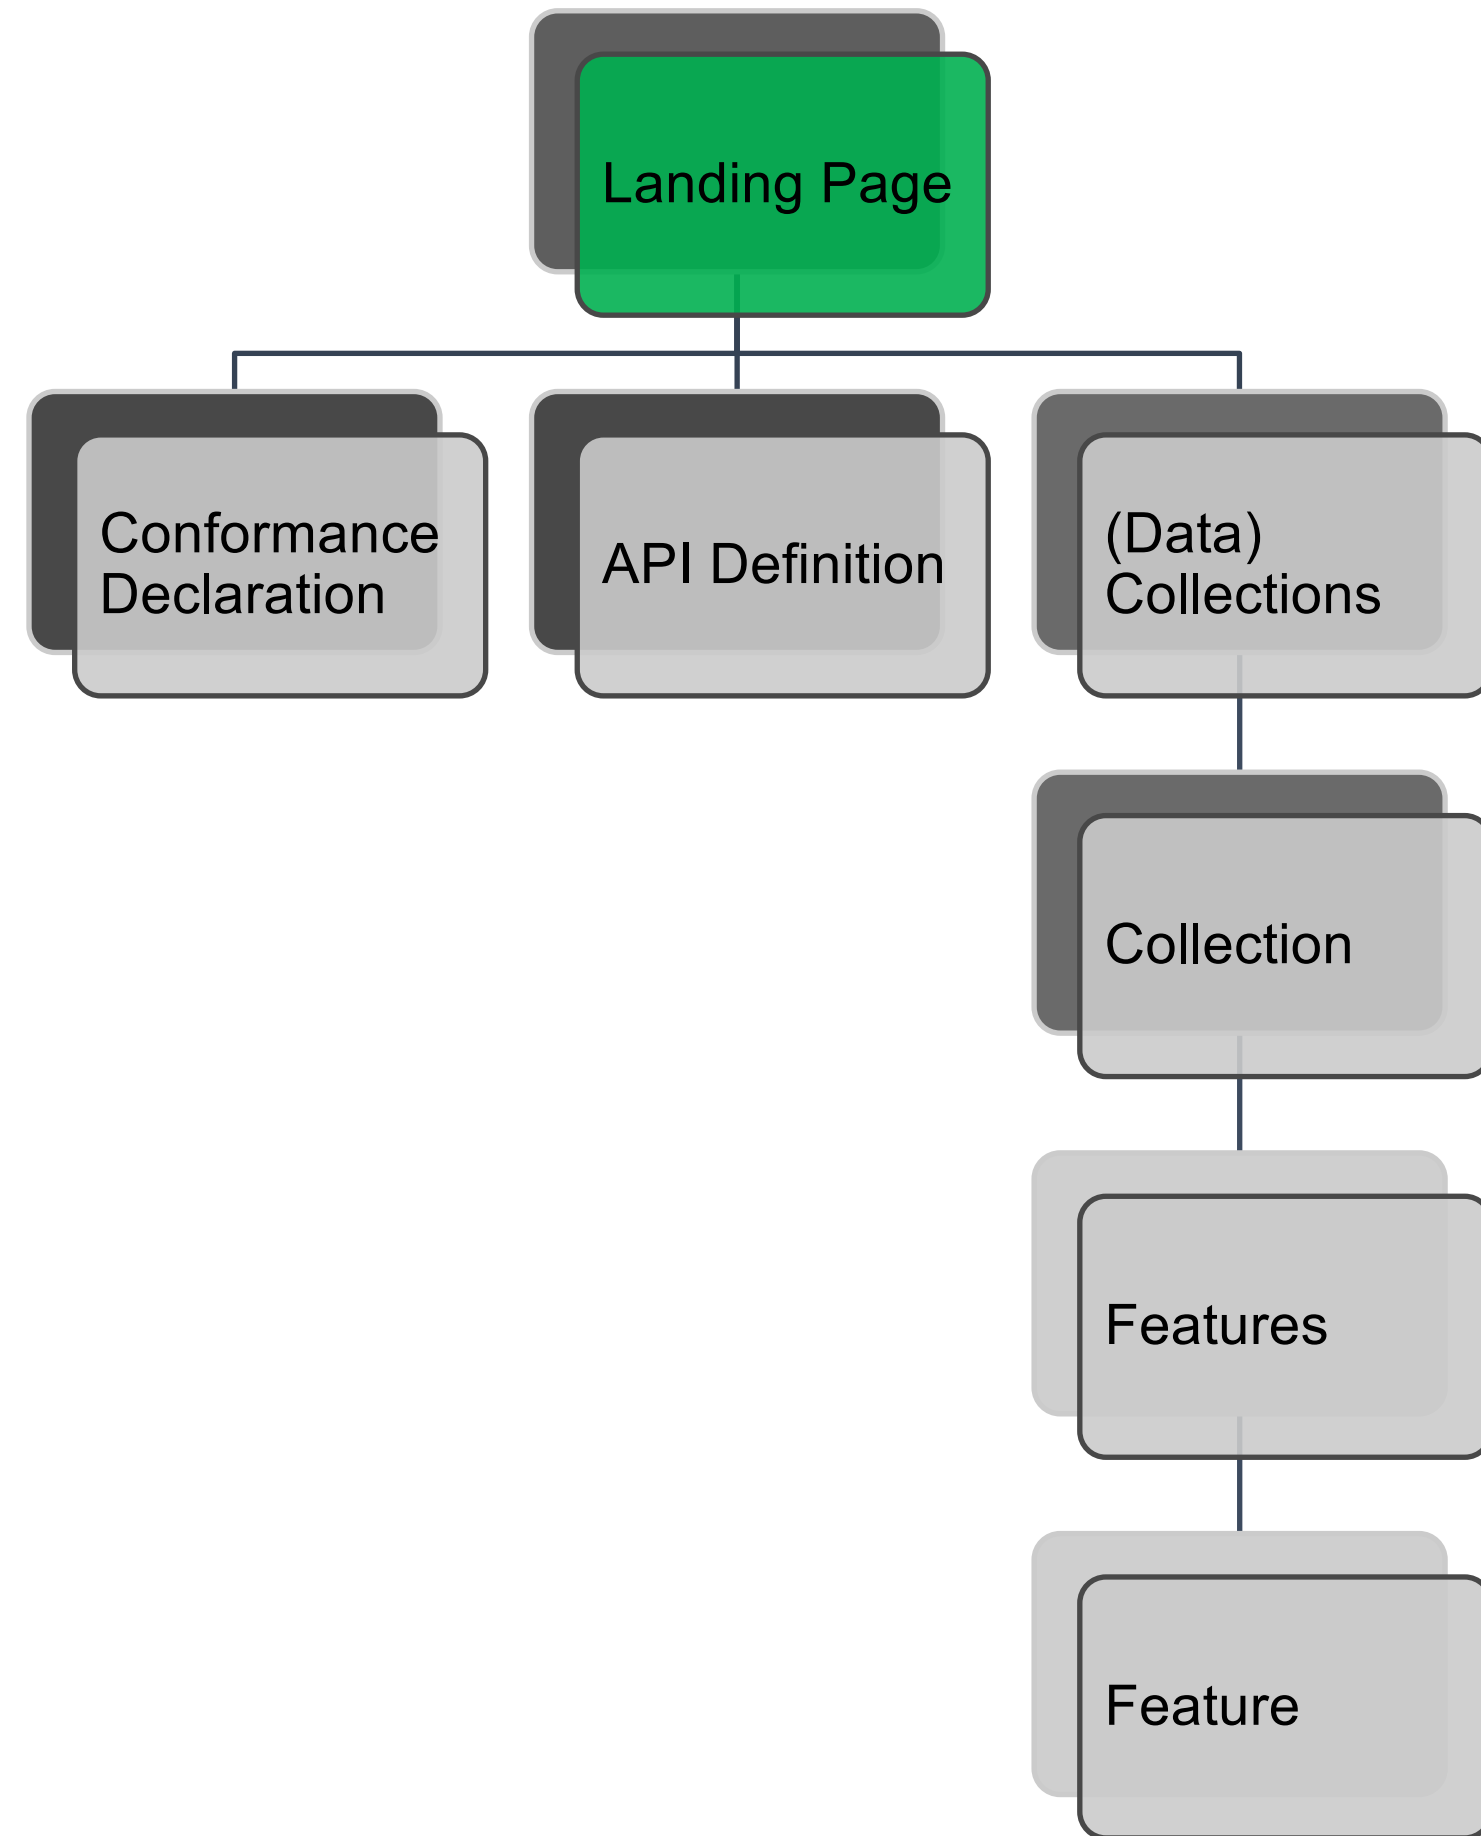 Landing Page
Conformance
Declaration
API Definition
(Data)
Collections
Collection
Features
Feature